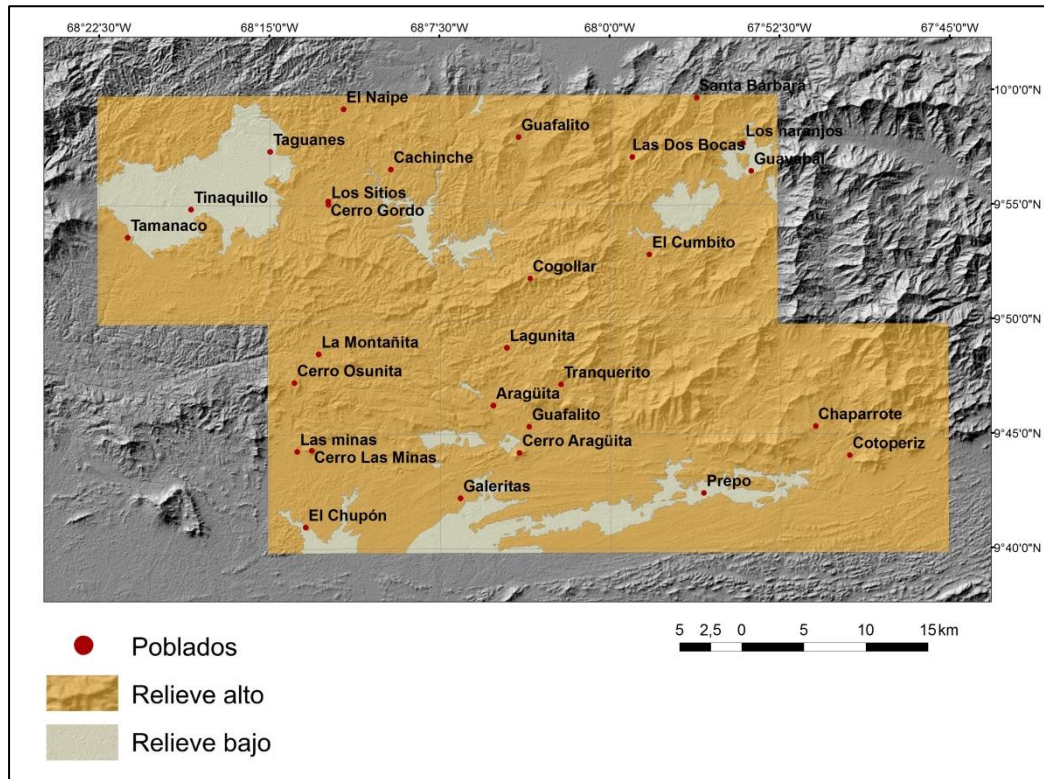 68°22'30"W 68°15'0"W 68°7'30"W 68°0'0"W 67°52'30"W 67°45'0"W
Santa Bárbara
10°0'0"N
El Naipe
Guafalito
Los naranjos
Taguanes
Las Dos Bocas
Cachinche
Guayabal
Los Sitios
Tinaquillo
Cerro Gordo
9°55'0"N
Tamanaco
El Cumbito
Cogollar
9°50'0"N
La Montañita
Lagunita
Cerro Osunita
Tranquerito
Aragüita
Guafalito
Chaparrote
Las minas
Cerro Aragüita
9°45'0"N
Cerro Las Minas
Cotoperiz
Galeritas
Prepo
El Chupón
9°40'0"N
5 2,5 0 5 10 15 km
Poblados
Relieve alto
Relieve bajo